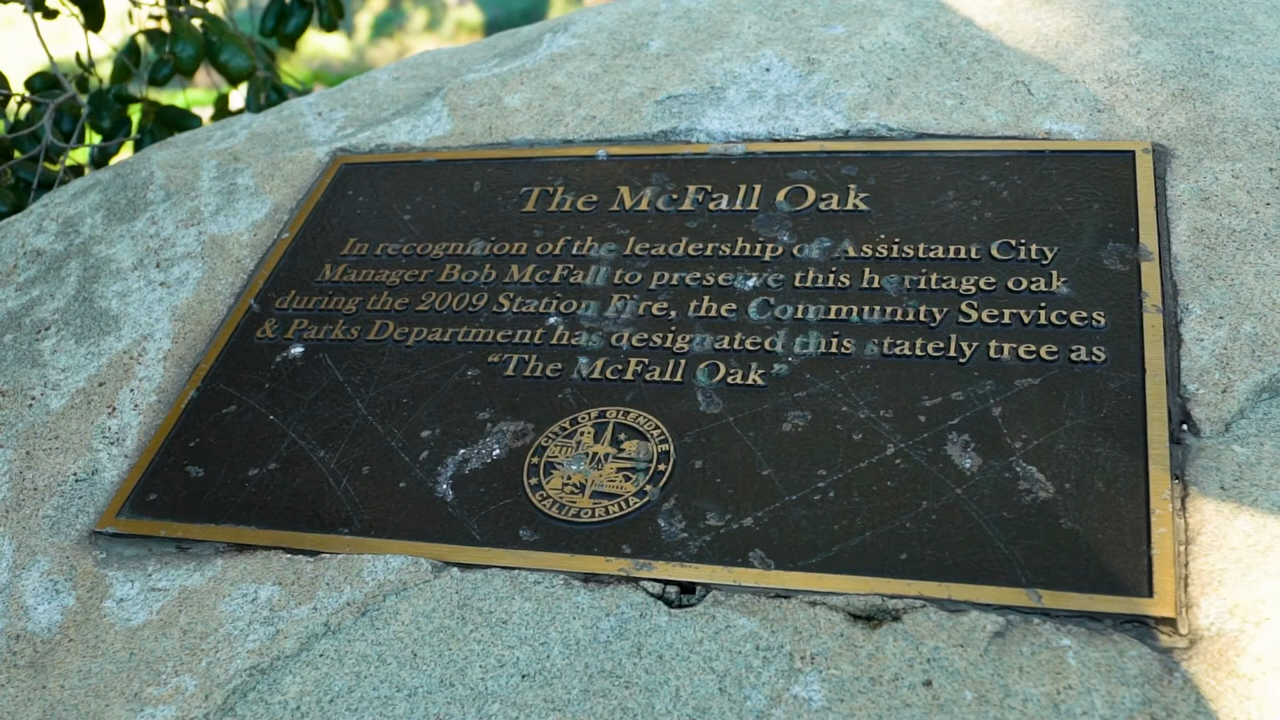 The McFall Oak
In recognition of the leadership of Assistant City
Manager Bob McFall to preserve this heritage oak
during the 2009 Station Fire, the Community Services
& Parks Department has designated this stately tree as
"The McFall Oak"
CITY OF GLENDALE
CALIFORNIA